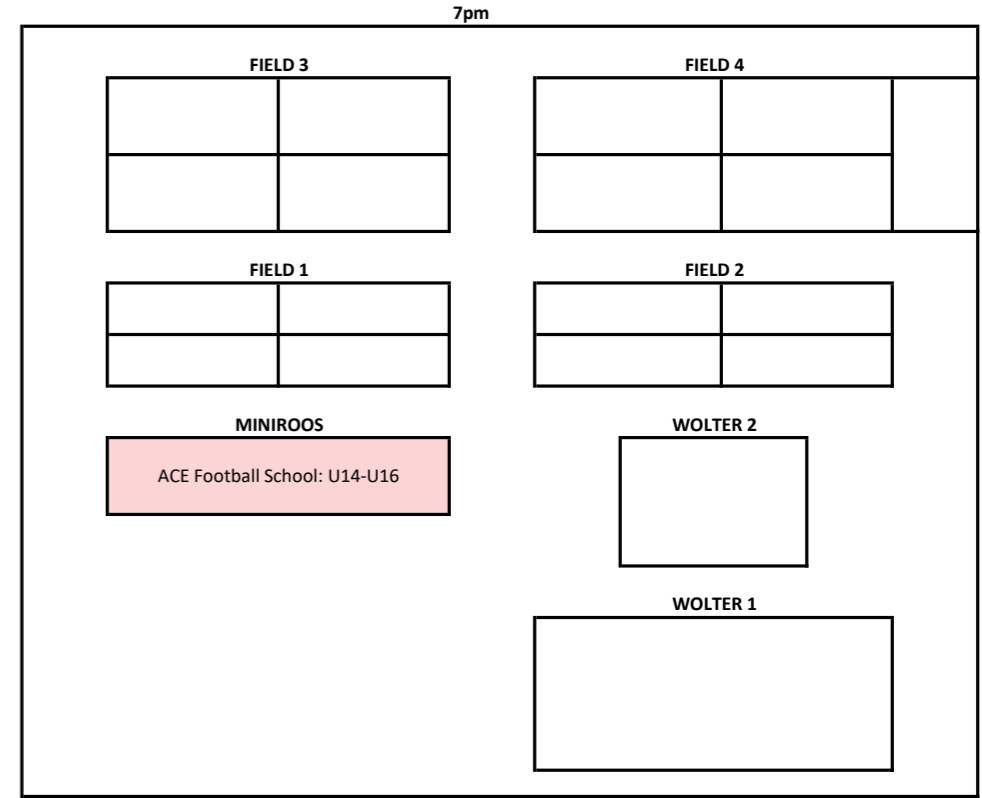 7pm
FIELD 3
FIELD 4
FIELD 1
FIELD 2
MINIROOS
WOLTER 2
ACE Football School: U14-U16
WOLTER 1